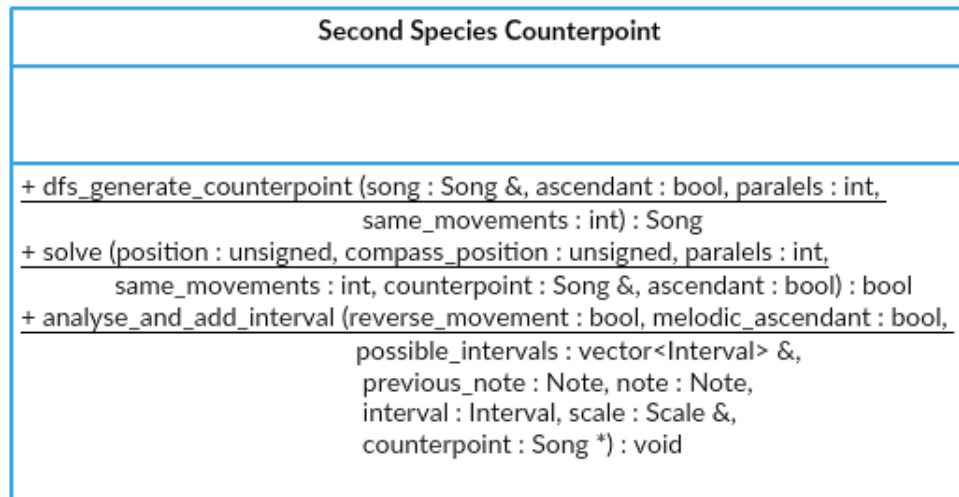 Second Species Counterpoint
+ dfs_generate_counterpoint (song : Song &, ascendant : bool, paralels : int,
same_movements : int) : Song
+ solve (position : unsigned, compass_position : unsigned, paralels : int,
same_movements : int, counterpoint : Song &, ascendant : bool) : bool
+ analyse_and_add_interval (reverse_movement : bool, melodic_ascendant : bool,
possible_intervals : vector<Interval> &,
previous_note : Note, note : Note,
interval : Interval, scale : Scale &,
counterpoint : Song *) : void